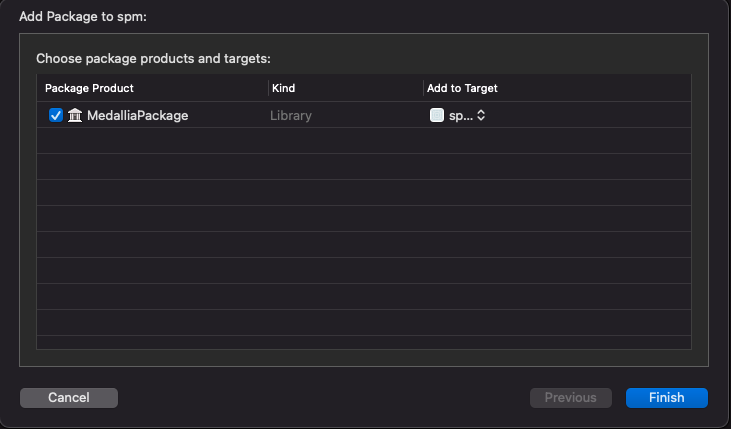 Add Package to spm:
Choose package products and targets:
Package Product Kind Add to Target
MedalliaPackage Library sp...
Cancel Previous Finish